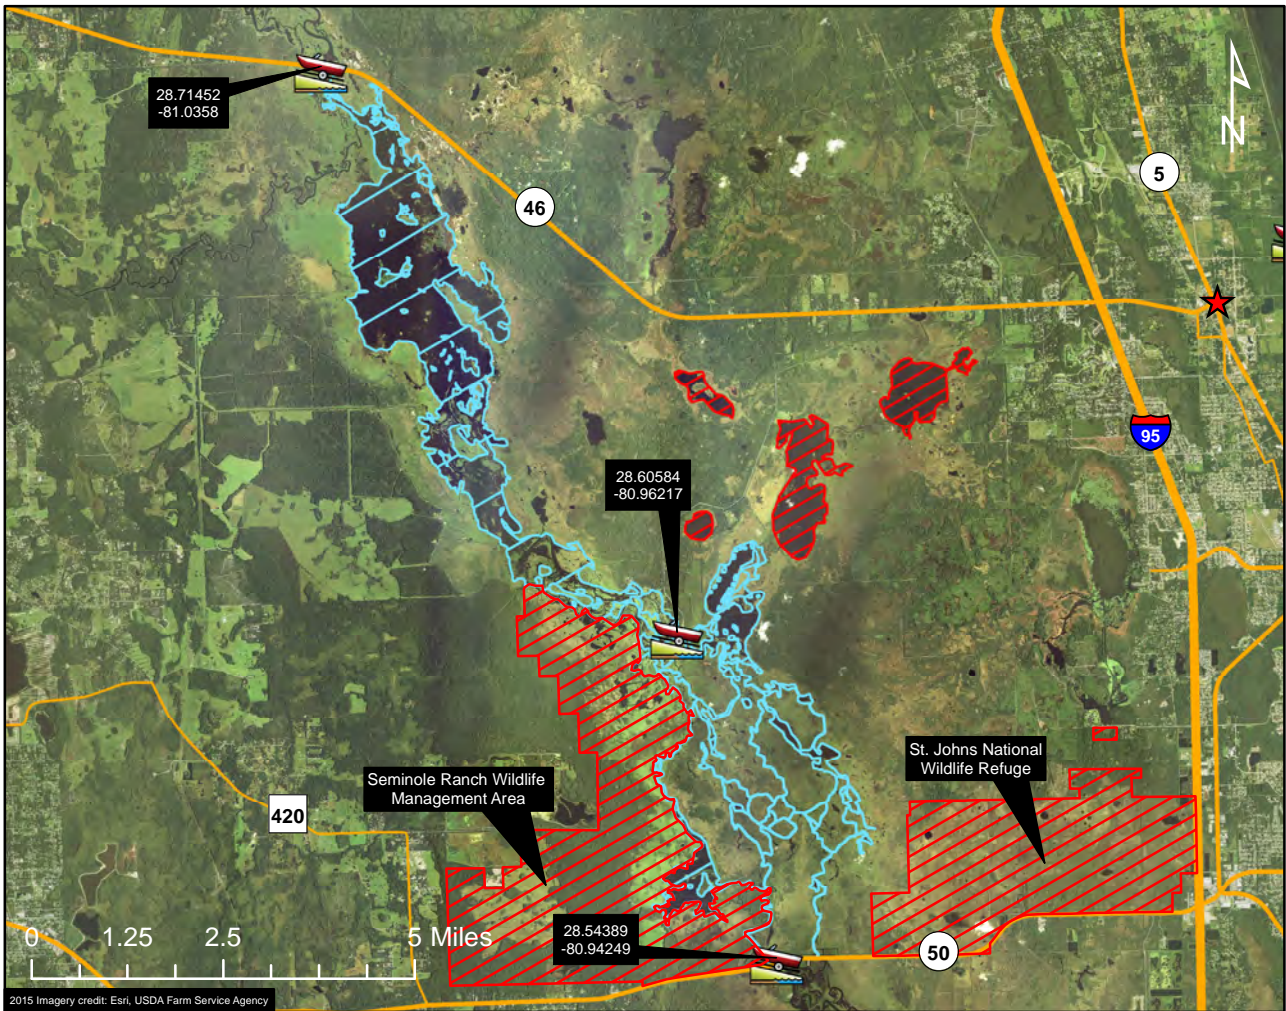 28.71452
-81.0358
N
5
46
95
28.60584
-80.96217
St. Johns National
Wildlife Refuge
Seminole Ranch Wildlife
Management Area
420
28.54389
-80.94249
50
0 1.25 2.5 5 Miles
2015 Imagery credit: Esri, USDA Farm Service Agency